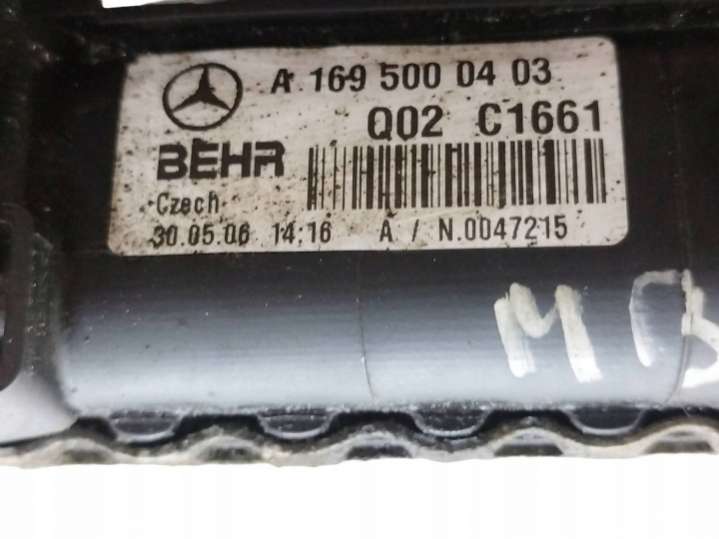 A 169 500 04 03
Q02 C1661
BEHR
Czech
30.05.06 14:16 A / N.0047215